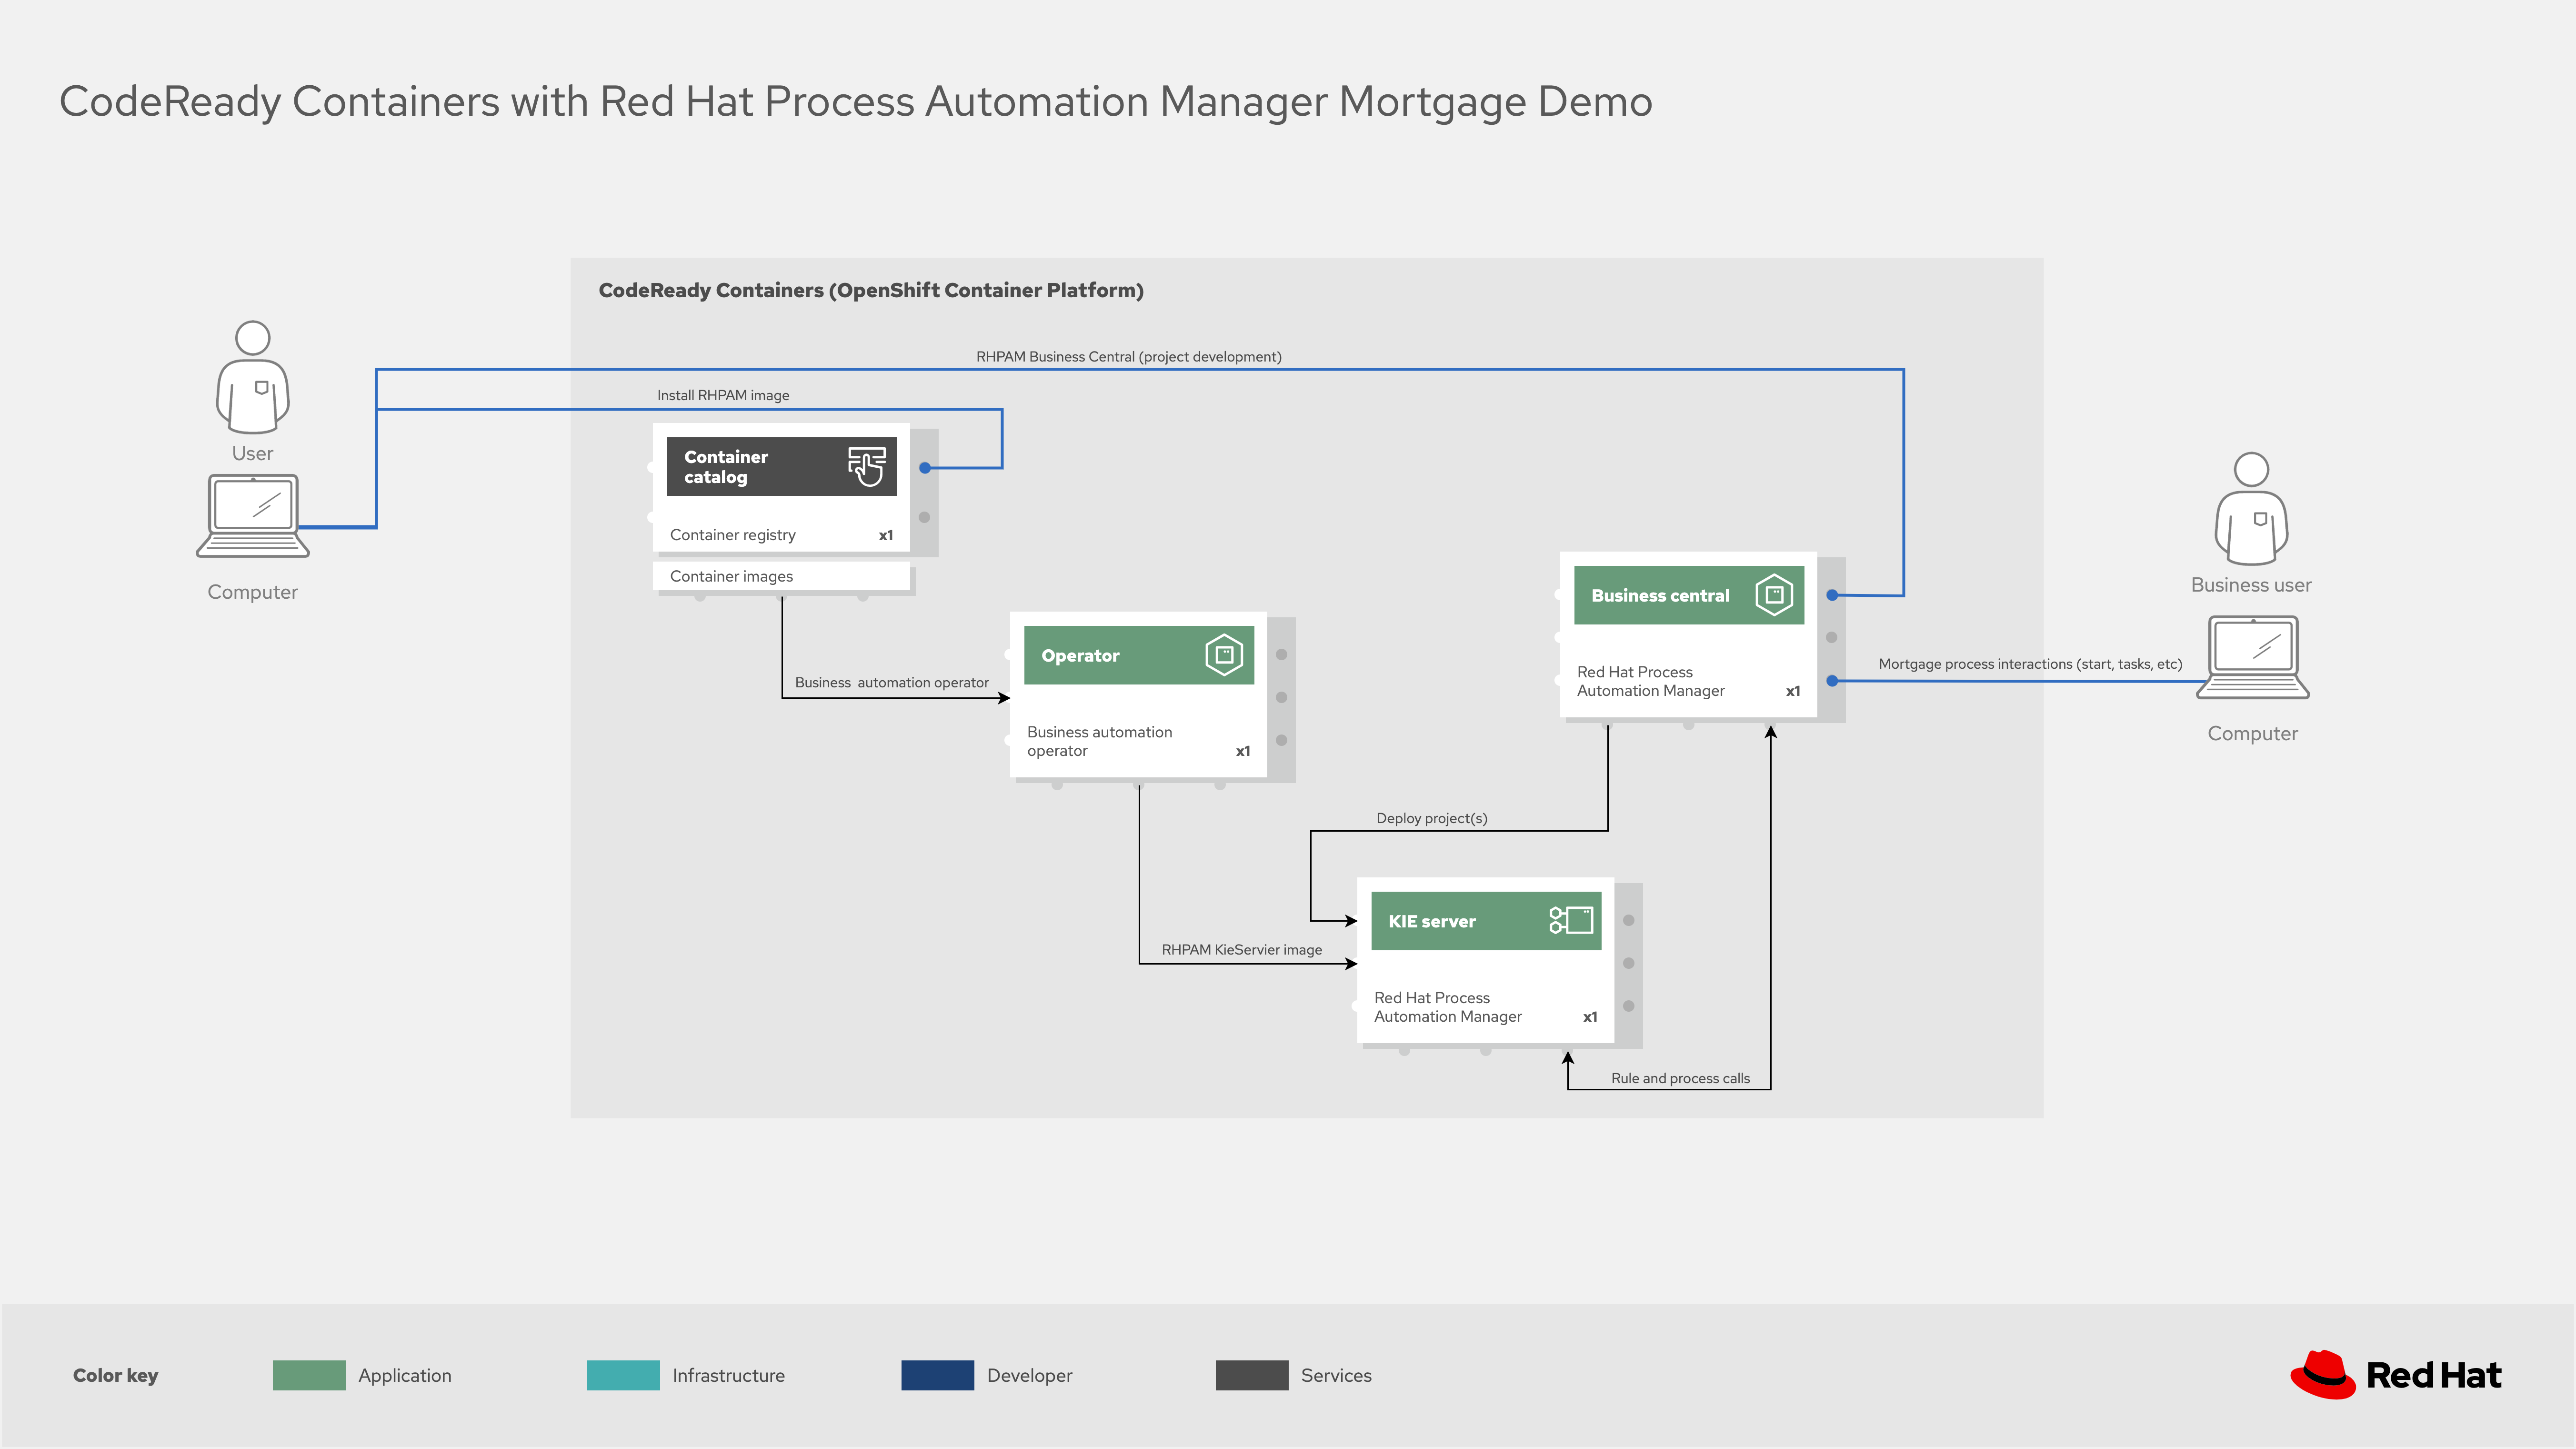 CodeReady Containers with Red Hat Process Automation Manager Mortgage Demo
CodeReady Containers (OpenShift Container Platform)
RHPAM Business Central (project development)
Install RHPAM image
User
Computer
Container
catalog
Container registry x1
Container images
Business automation operator
Operator
Business automation
operator x1
Business central
Red Hat Process
Automation Manager x1
Mortgage process interactions (start, tasks, etc)
Business user
Computer
Deploy project(s)
KIE server
RHPAM KieServier image
Red Hat Process
Automation Manager x1
Rule and process calls
Color key
Application
Infrastructure
Developer
Services
Red Hat